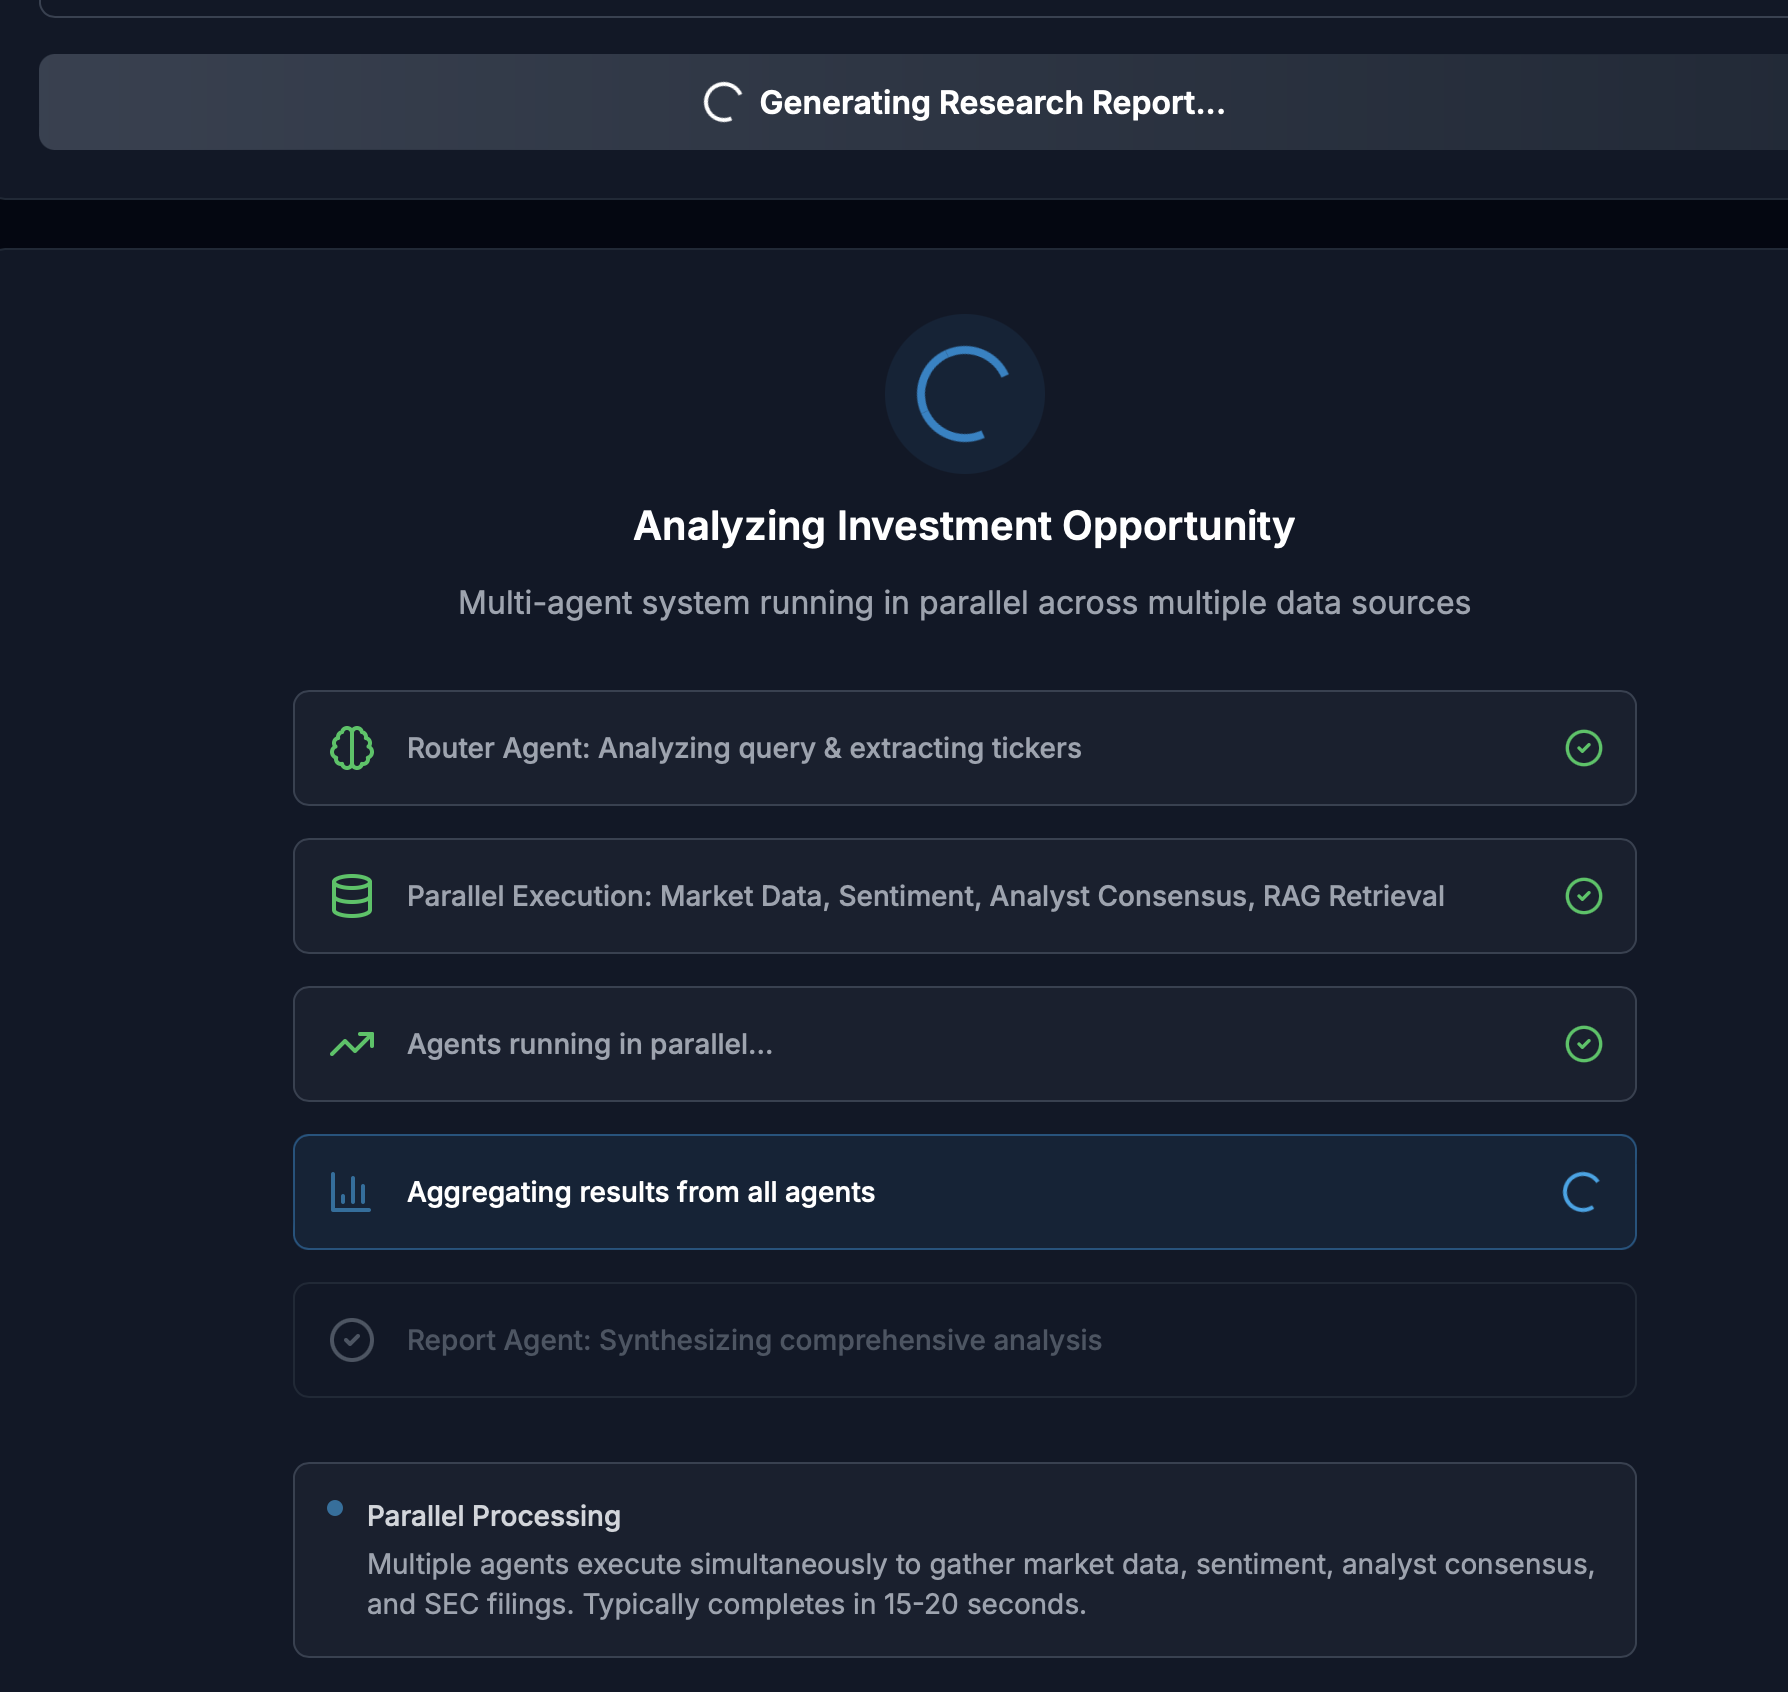 Generating Research Report...
Analyzing Investment Opportunity
Multi-agent system running in parallel across multiple data sources
Router Agent: Analyzing query & extracting tickers
Parallel Execution: Market Data, Sentiment, Analyst Consensus, RAG Retrieval
Agents running in parallel...
Aggregating results from all agents
Report Agent: Synthesizing comprehensive analysis
Parallel Processing
Multiple agents execute simultaneously to gather market data, sentiment, analyst consensus,
and SEC filings. Typically completes in 15-20 seconds.